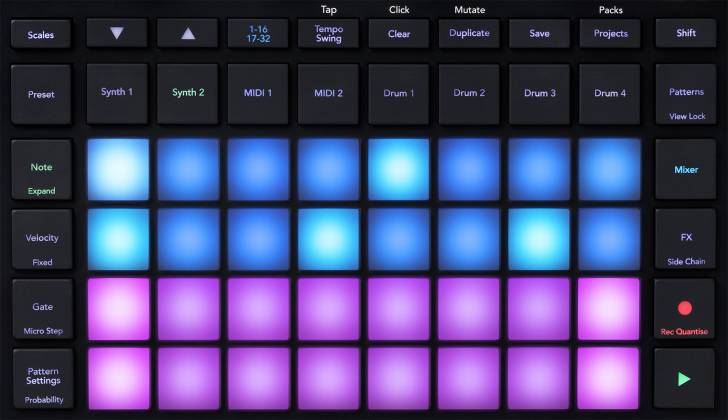 Tap
Click
Mutate
Packs
Scales
1-16
17-32
Tempo
Swing
Clear
Duplicate
Save
Projects
Shift
Preset
Synth 1
Synth 2
MIDI 1
MIDI 2
Drum 1
Drum 2
Drum 3
Drum 4
Patterns
View Lock
Note
Expand
Mixer
Velocity
Fixed
FX
Side Chain
Gate
Micro Step
Rec Quantise
Pattern
Settings
Probability